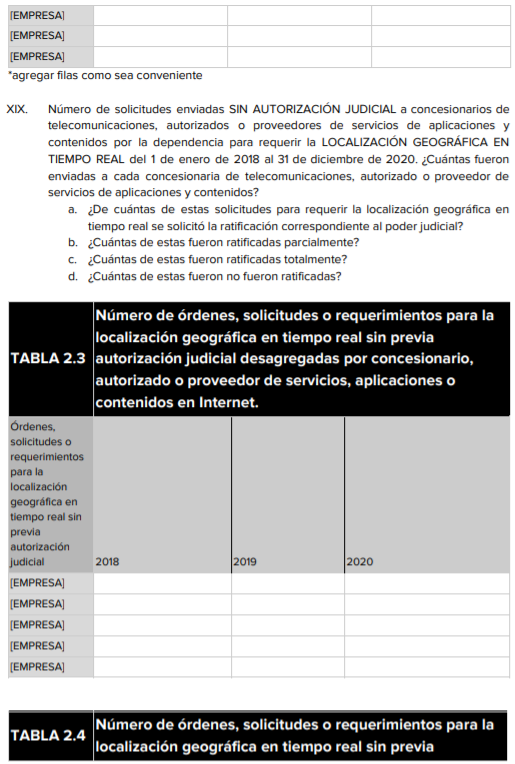 [EMPRESA]
[EMPRESA]
[EMPRESA]
*agregar filas como sea conveniente
XIX. Número de solicitudes enviadas SIN AUTORIZACIÓN JUDICIAL a concesionarios de
telecomunicaciones, autorizados o proveedores de servicios de aplicaciones y
contenidos por la dependencia para requerir la LOCALIZACIÓN GEOGRÁFICA EN
TIEMPO REAL del 1 de enero de 2018 al 31 de diciembre de 2020. ¿Cuántas fueron
enviadas a cada concesionaria de telecomunicaciones, autorizado o proveedor de
servicios de aplicaciones y contenidos?
a. ¿De cuántas de estas solicitudes para requerir la localización geográfica en
tiempo real se solicitó la ratificación correspondiente al poder judicial?
b. ¿Cuántas de estas fueron ratificadas parcialmente?
c. ¿Cuántas de estas fueron ratificadas totalmente?
d. ¿Cuántas de estas fueron no fueron ratificadas?
TABLA 2.3
Número de órdenes, solicitudes o requerimientos para la
localización geográfica en tiempo real sin previa
autorización judicial desagregadas por concesionario,
autorizado o proveedor de servicios, aplicaciones o
contenidos en Internet.
Órdenes,
solicitudes o
requerimientos
para la
localización
geográfica en
tiempo real sin
previa
autorización
judicial
2018
2019
2020
[EMPRESA]
[EMPRESA]
[EMPRESA]
[EMPRESA]
[EMPRESA]
TABLA 2.4
Número de órdenes, solicitudes o requerimientos para la
localización geográfica en tiempo real sin previa